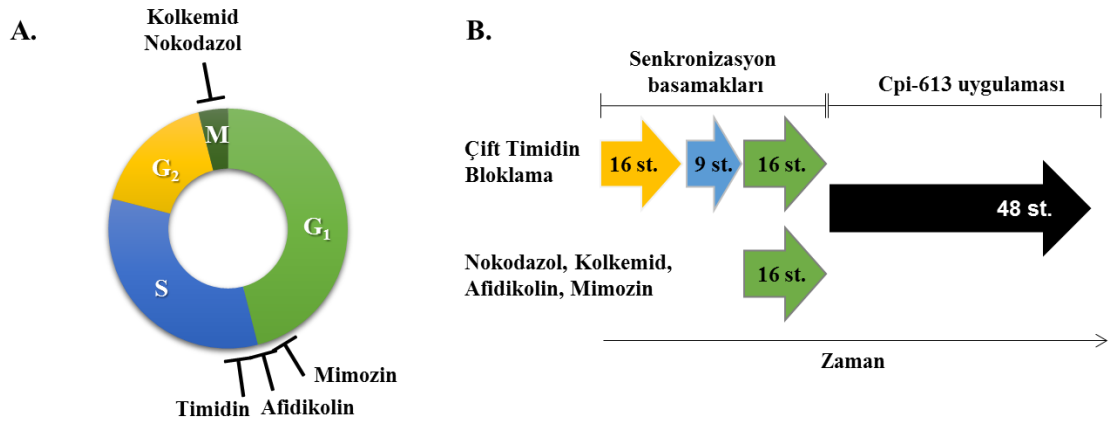 A.
Kolkemid
Nokodazol
M
G2
G1
S
Mimozin
Timidin Afidikolin
B.
Senkronizasyon
basamakları
Cpi-613 uygulaması
Çift Timidin
Bloklama
16 st.
9 st.
16 st.
48 st.
Nokodazol, Kolkemid,
Afidikolin, Mimozin
16 st.
Zaman